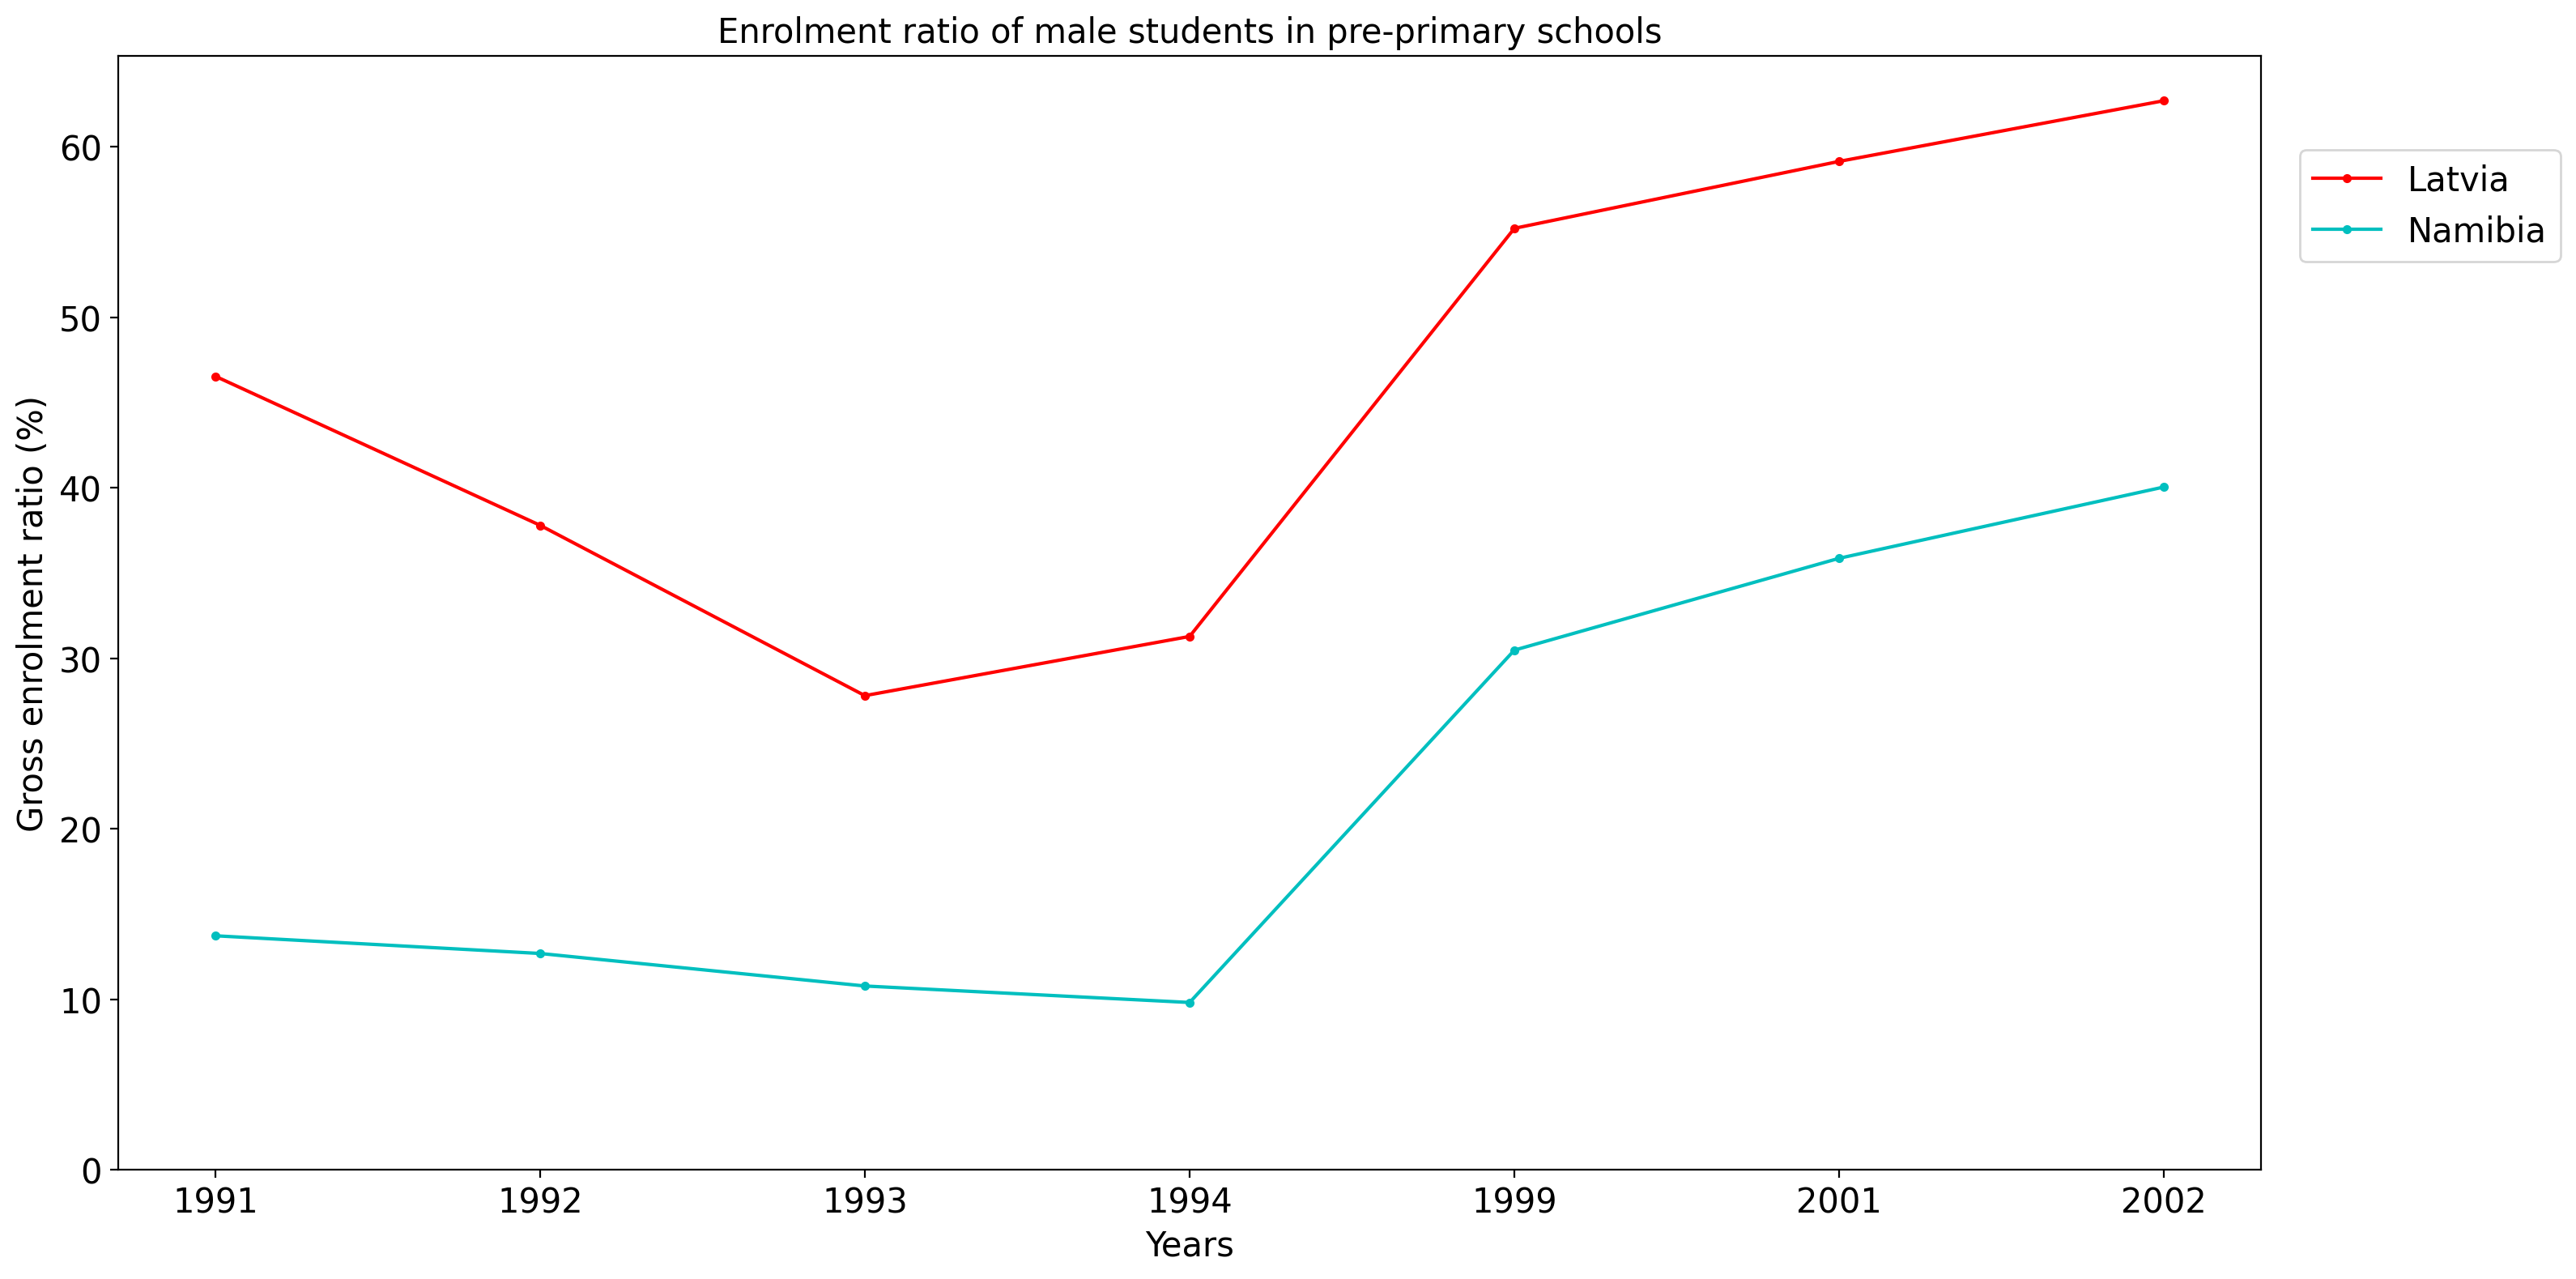 Enrolment ratio of male students in pre-primary schools
Gross enrolment ratio (%)
60
50
40
30
20
10
0
1991 1992 1993 1994 1999 2001 2002
Years
Latvia
Namibia